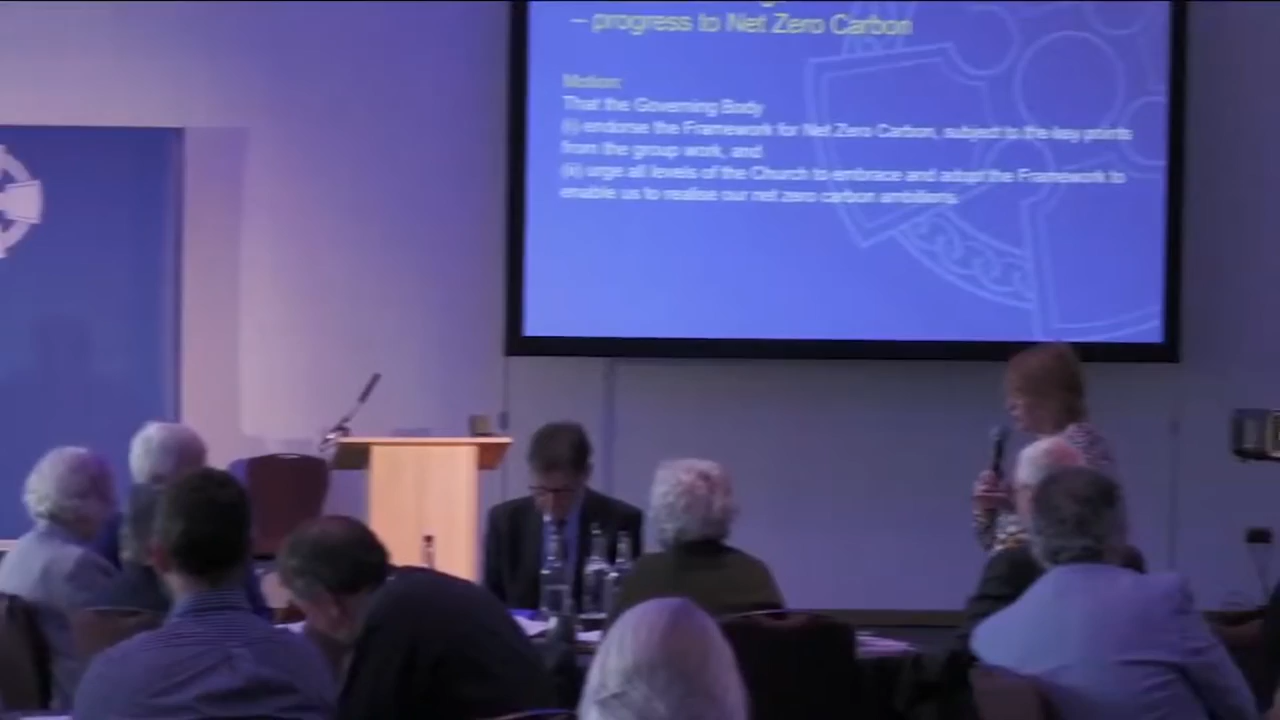 – progress to Net Zero Carbon
Motion:
That the Governing Body
(i) endorse the Framework for Net Zero Carbon, subject to the key points
from the group work, and
(ii) urge all levels of the Church to embrace and adopt the Framework to
enable us to realise our net zero carbon ambitions.